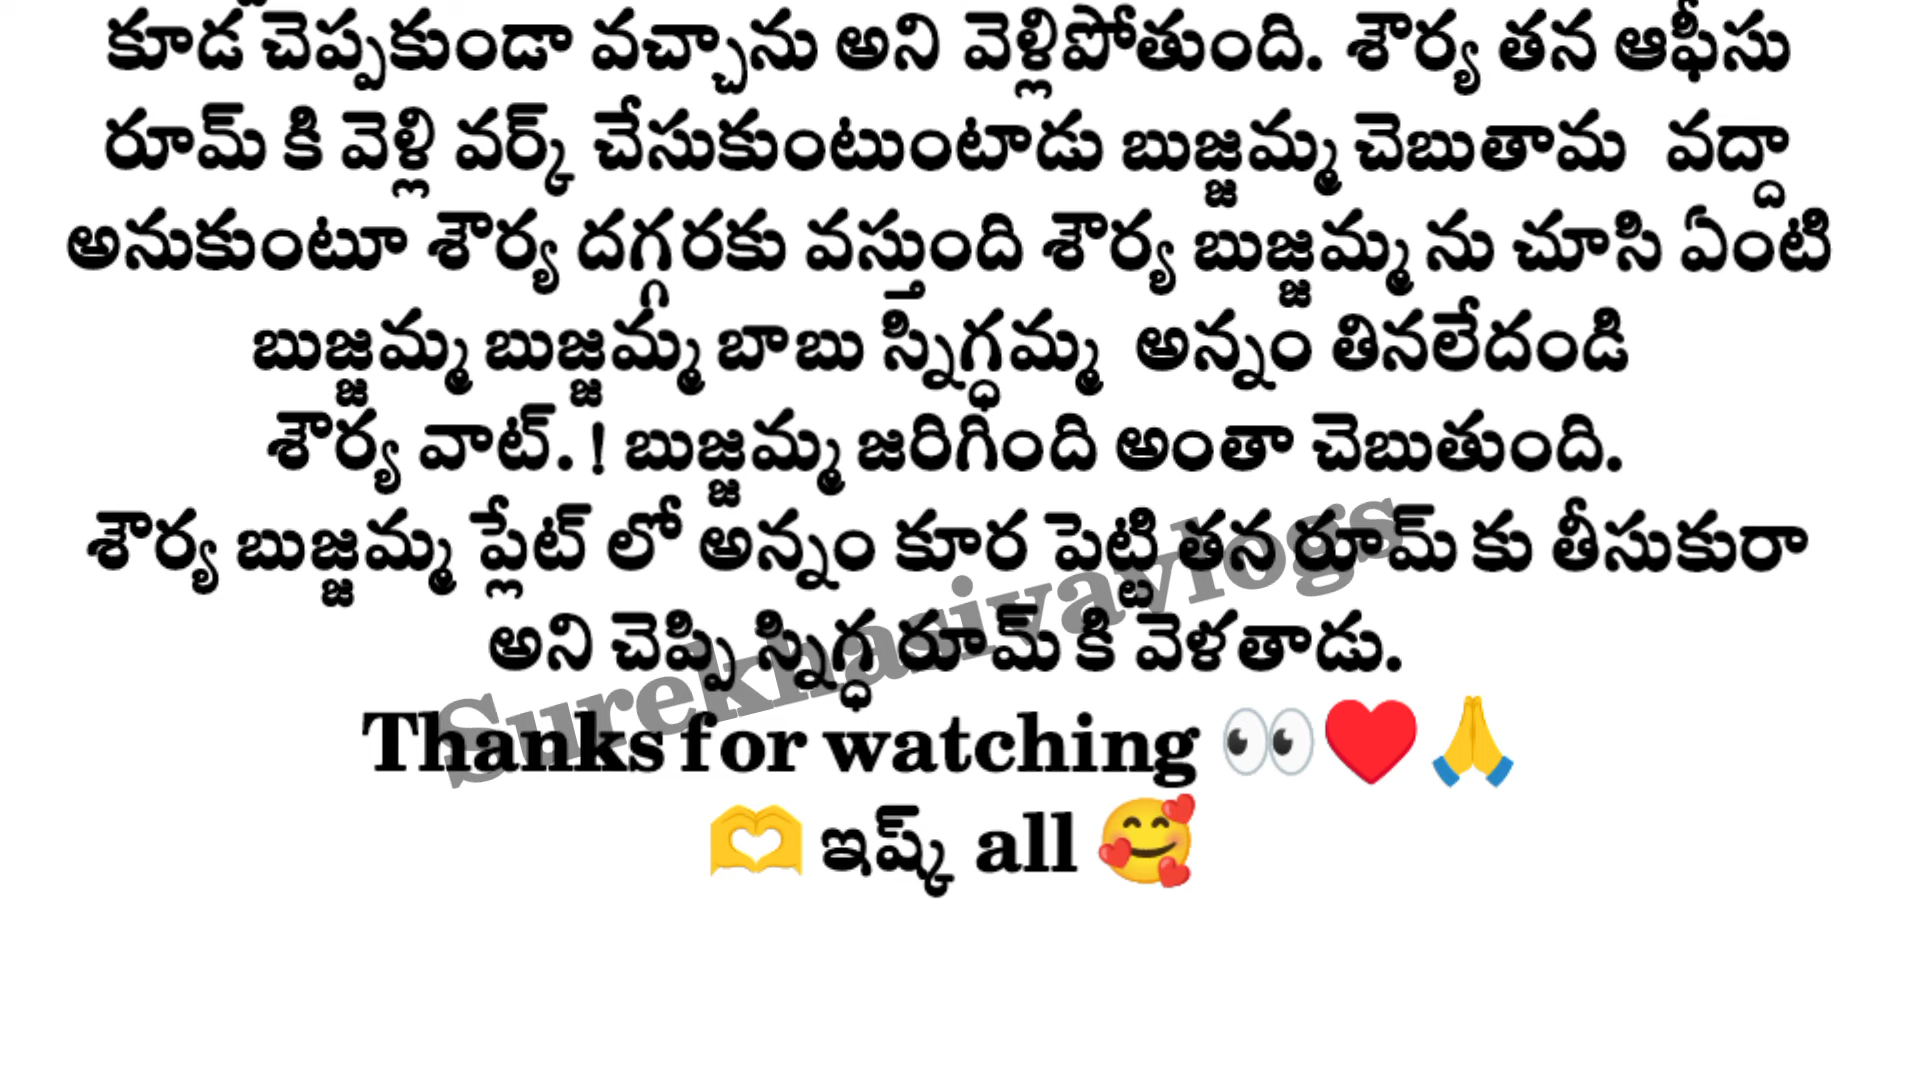 కూడ చెప్పకుండా వచ్చాను అని వెళ్లిపోతుంది. శౌర్య తన ఆఫీసు
రూమ్ కి వెళ్లి వర్క్ చేసుకుంటుంటాడు బుజ్జమ్మ చెబుతామ వద్దా
అనుకుంటూ శౌర్య దగ్గరకు వస్తుంది శౌర్య బుజ్జమ్మ ను చూసి ఏంటి
బుజ్జమ్మ బుజ్జమ్మ బాబు స్నిగ్ధమ్మ అన్నం తినలేదండి
శౌర్య వాట్. ! బుజ్జమ్మ జరిగింది అంతా చెబుతుంది.
శౌర్య బుజ్జమ్మ ప్లేట్ లో అన్నం కూర పెట్టి తన రూమ్ కు తీసుకురా
అని చెప్పి స్నిగ్ధ రూమ్ కి వెళతాడు.
Surekhasivavlogs
Thanks for watching 👀❤️🙏
🫶 ఇష్క్ all 🥰